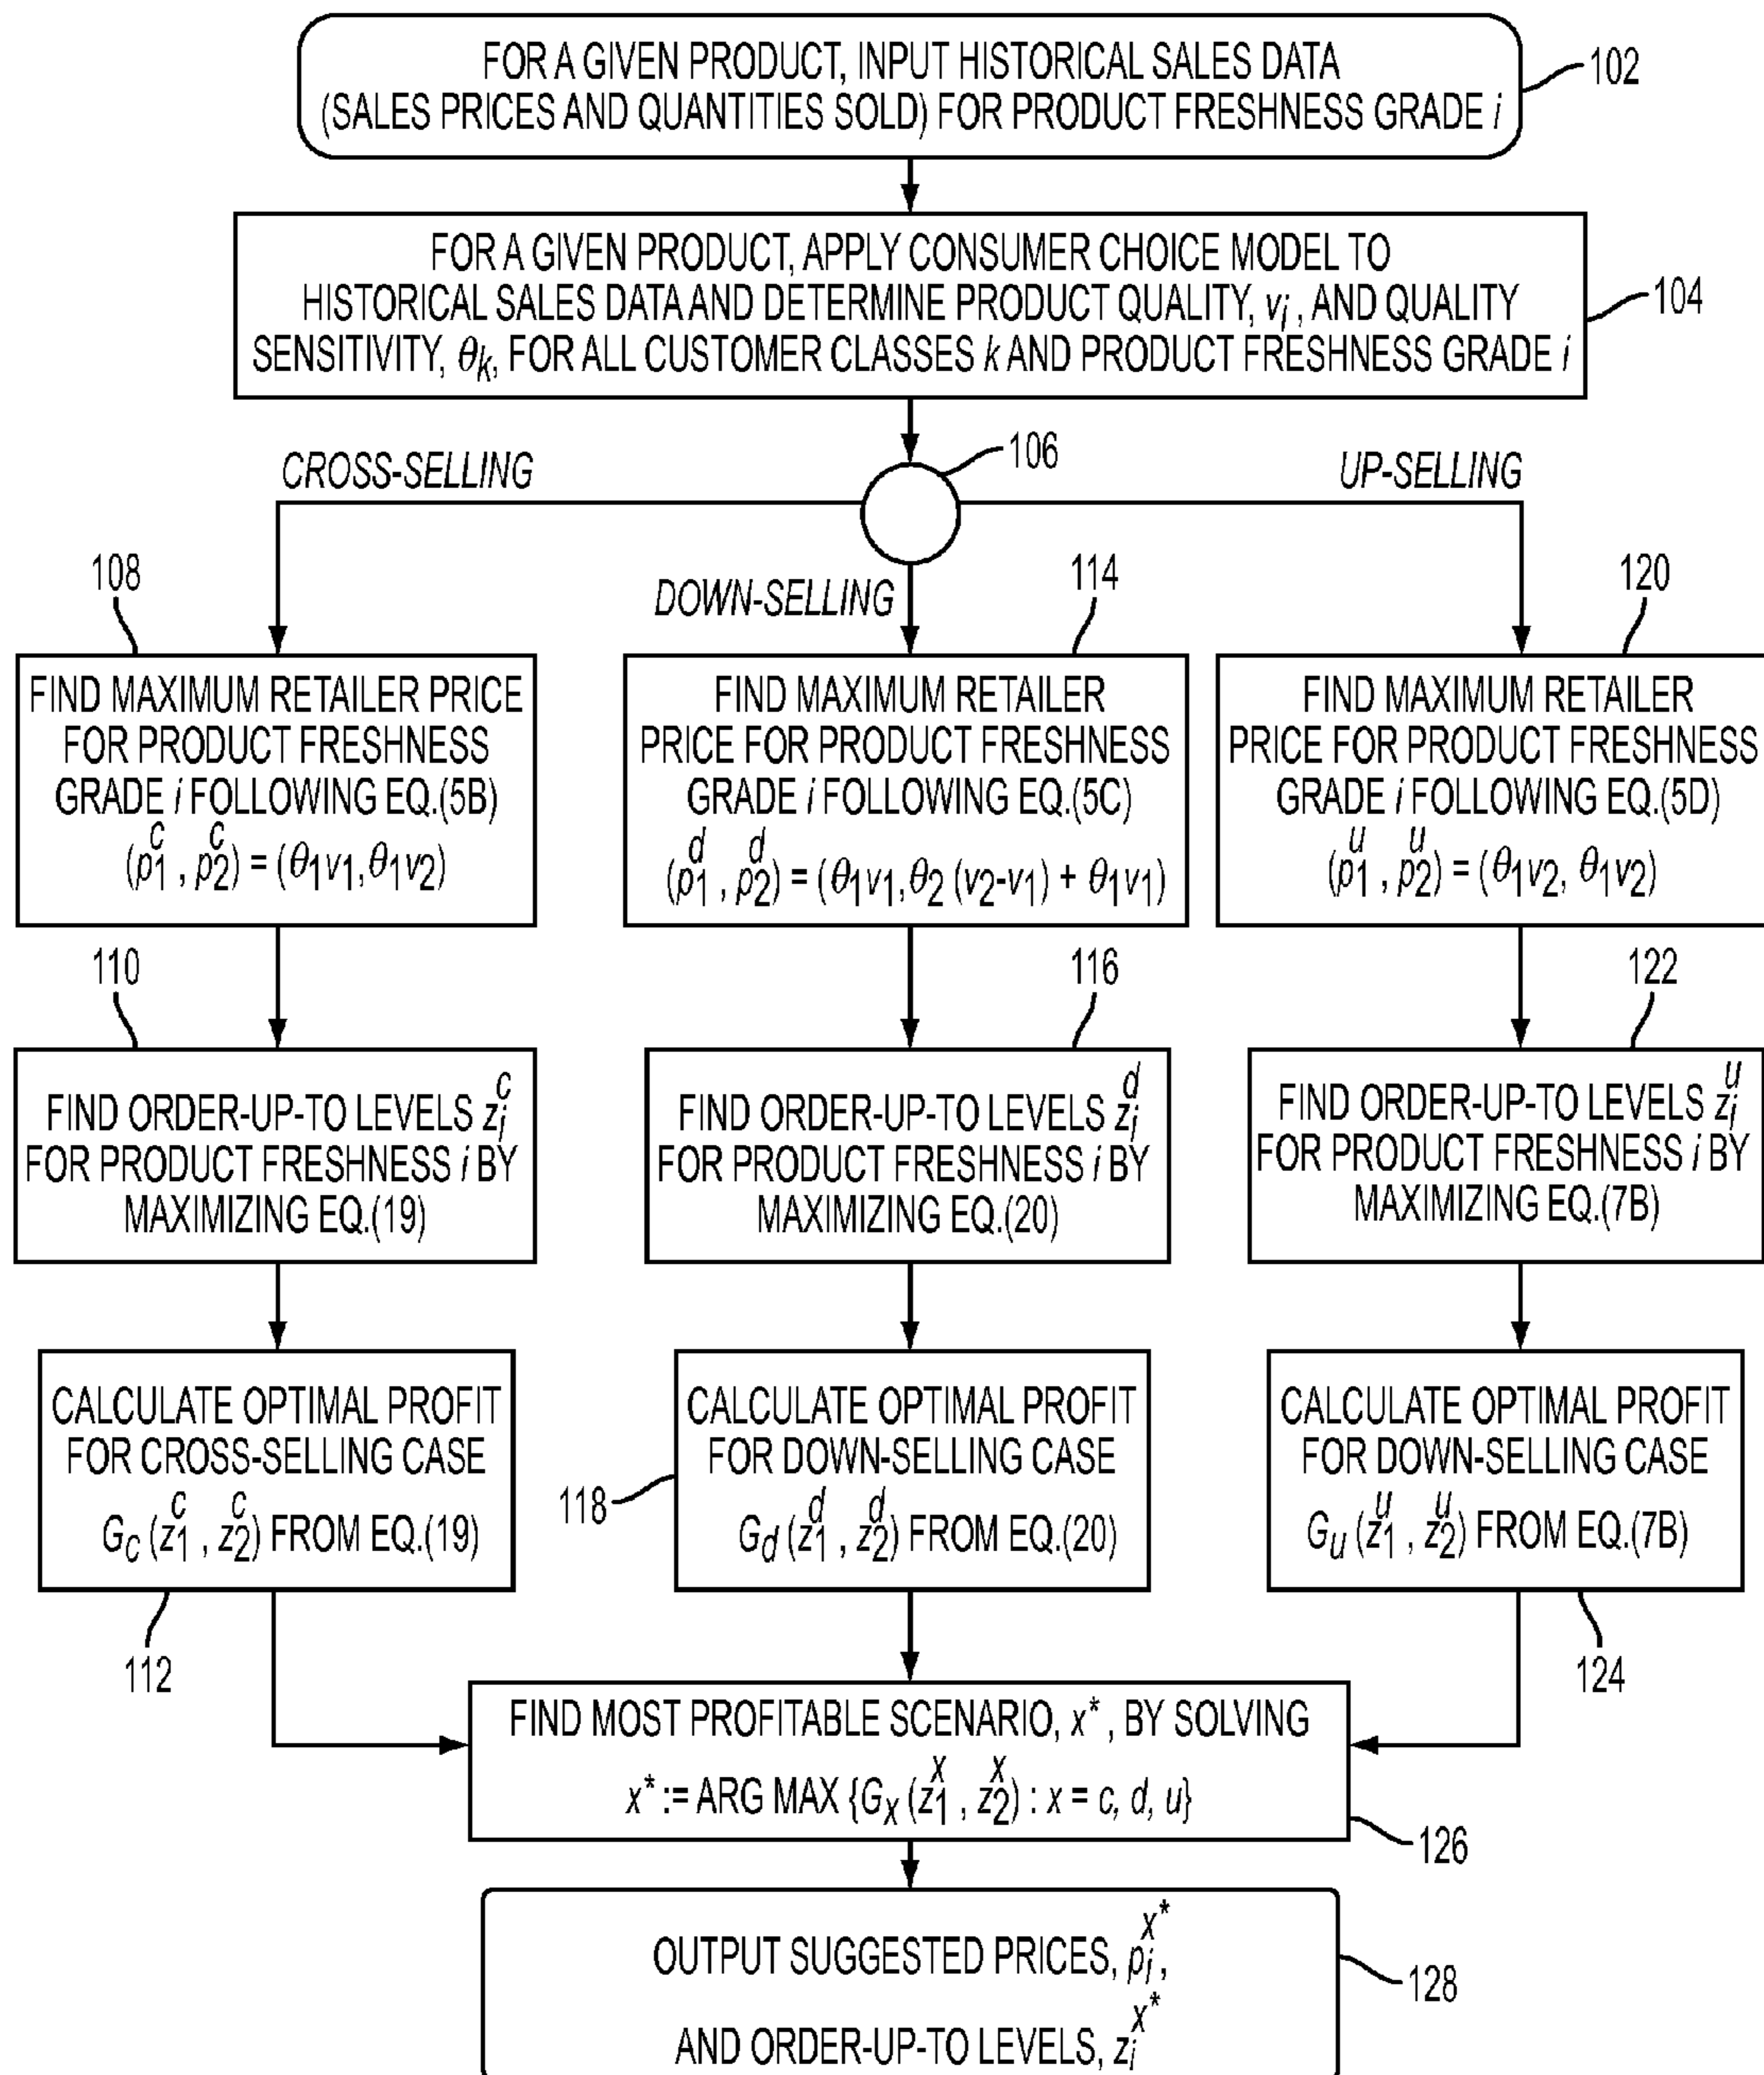 FOR A GIVEN PRODUCT, INPUT HISTORICAL SALES DATA
(SALES PRICES AND QUANTITIES SOLD) FOR PRODUCT FRESHNESS GRADE i
102
FOR A GIVEN PRODUCT, APPLY CONSUMER CHOICE MODEL TO
HISTORICAL SALES DATA AND DETERMINE PRODUCT QUALITY, vᵢ, AND QUALITY
SENSITIVITY, θₖ, FOR ALL CUSTOMER CLASSES k AND PRODUCT FRESHNESS GRADE i
104
106
CROSS-SELLING
UP-SELLING
DOWN-SELLING
108
FIND MAXIMUM RETAILER PRICE
FOR PRODUCT FRESHNESS
GRADE i FOLLOWING EQ.(5B)
(p₁ᶜ, p₂ᶜ) = (θ₁v₁, θ₁v₂)
114
FIND MAXIMUM RETAILER
PRICE FOR PRODUCT FRESHNESS
GRADE i FOLLOWING EQ.(5C)
(p₁ᵈ, p₂ᵈ) = (θ₁v₁, θ₂ (v₂-v₁) + θ₁v₁)
120
FIND MAXIMUM RETAILER
PRICE FOR PRODUCT FRESHNESS
GRADE i FOLLOWING EQ.(5D)
(p₁ᵘ, p₂ᵘ) = (θ₁v₂, θ₁v₂)
110
FIND ORDER-UP-TO LEVELS zᵢᶜ
FOR PRODUCT FRESHNESS i BY
MAXIMIZING EQ.(19)
116
FIND ORDER-UP-TO LEVELS zᵢᵈ
FOR PRODUCT FRESHNESS i BY
MAXIMIZING EQ.(20)
122
FIND ORDER-UP-TO LEVELS zᵢᵘ
FOR PRODUCT FRESHNESS i BY
MAXIMIZING EQ.(7B)
CALCULATE OPTIMAL PROFIT
FOR CROSS-SELLING CASE
G_c (z₁ᶜ, z₂ᶜ) FROM EQ.(19)
112
CALCULATE OPTIMAL PROFIT
FOR DOWN-SELLING CASE
G_d (z₁ᵈ, z₂ᵈ) FROM EQ.(20)
118
CALCULATE OPTIMAL PROFIT
FOR DOWN-SELLING CASE
G_u (z₁ᵘ, z₂ᵘ) FROM EQ.(7B)
124
FIND MOST PROFITABLE SCENARIO, x*, BY SOLVING
x* := ARG MAX {Gₓ (z₁ˣ, z₂ˣ) : x = c, d, u}
126
OUTPUT SUGGESTED PRICES, pᵢˣ*,
AND ORDER-UP-TO LEVELS, zᵢˣ*
128